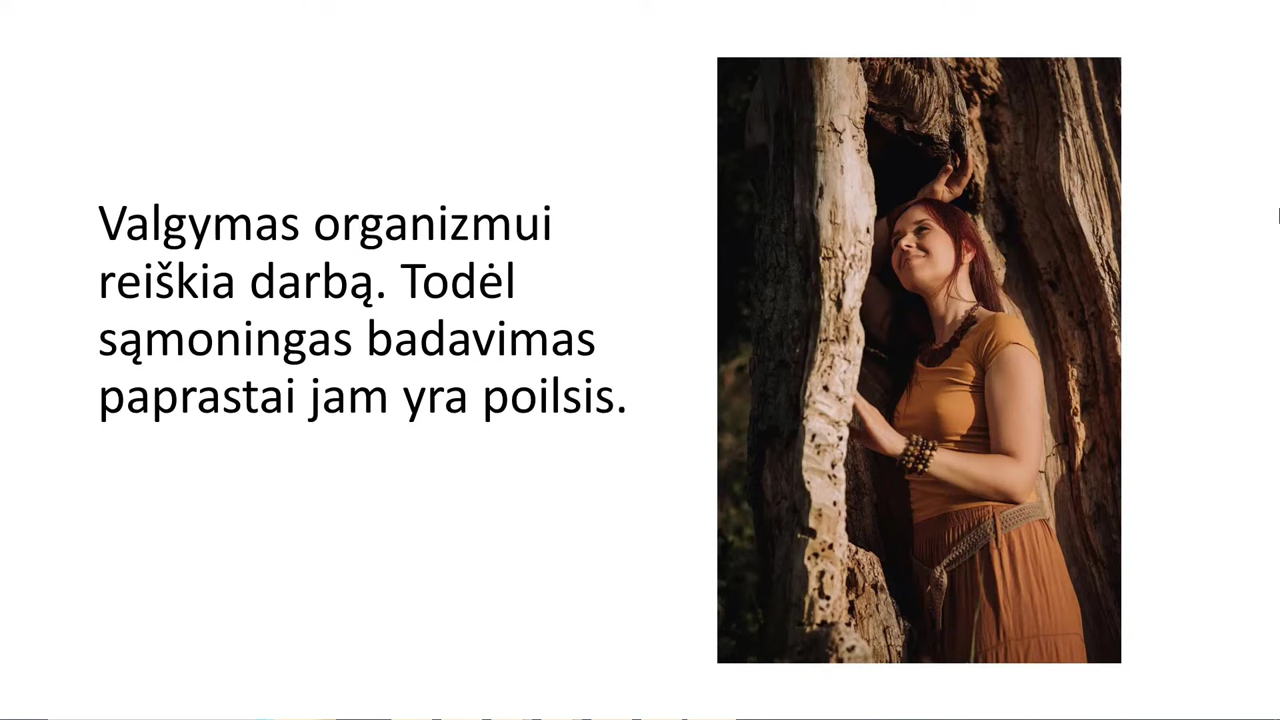 Valgymas organizmui
reiškia darbą. Todėl
sąmoningas badavimas
paprastai jam yra poilsis.